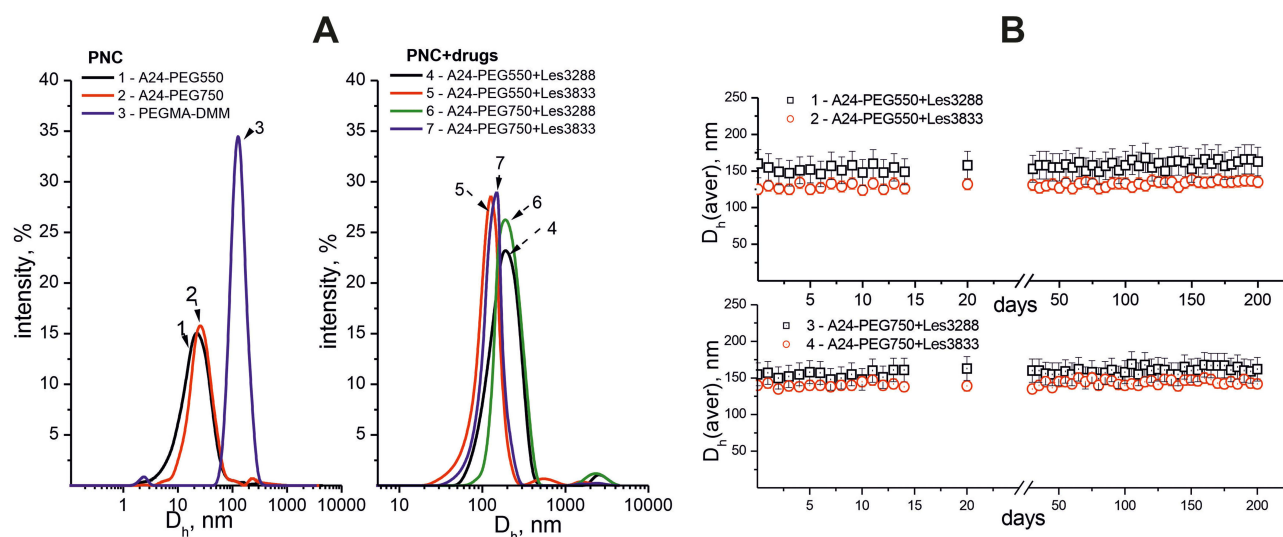 A
PNC
1 - A24-PEG550
2 - A24-PEG750
3 - PEGMA-DMM
40
35
30
25
20
15
10
5
intensity, %
1
2
3
1 10 100 1000 10000
D_h, nm
PNC+drugs
4 - A24-PEG550+Les3288
5 - A24-PEG550+Les3833
6 - A24-PEG750+Les3288
7 - A24-PEG750+Les3833
40
35
30
25
20
15
10
5
intensity, %
5
7
6
4
10 100 1000 10000
D_h, nm
B
1 - A24-PEG550+Les3288
2 - A24-PEG550+Les3833
250
200
150
100
50
D_h(aver), nm
5 10 15 20 50 100 150 200
days
3 - A24-PEG750+Les3288
4 - A24-PEG750+Les3833
250
200
150
100
50
D_h(aver), nm
5 10 15 20 50 100 150 200
days